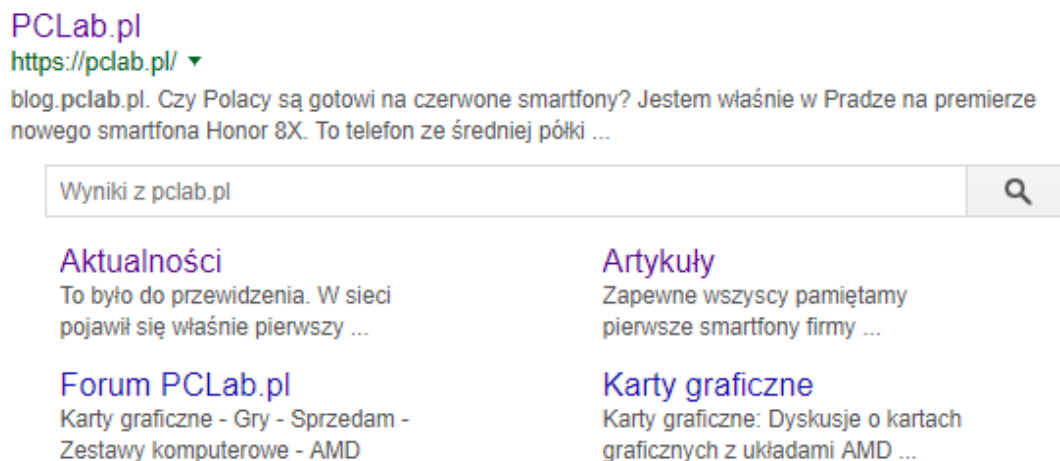 PCLab.pl
https://pclab.pl/
blog.pclab.pl. Czy Polacy są gotowi na czerwone smartfony? Jestem właśnie w Pradze na premierze
nowego smartfona Honor 8X. To telefon ze średniej półki ...
Wyniki z pclab.pl
Aktualności
To było do przewidzenia. W sieci
pojawił się właśnie pierwszy ...
Artykuły
Zapewne wszyscy pamiętamy
pierwsze smartfony firmy ...
Forum PCLab.pl
Karty graficzne - Gry - Sprzedam -
Zestawy komputerowe - AMD
Karty graficzne
Karty graficzne: Dyskusje o kartach
graficznych z układami AMD ...